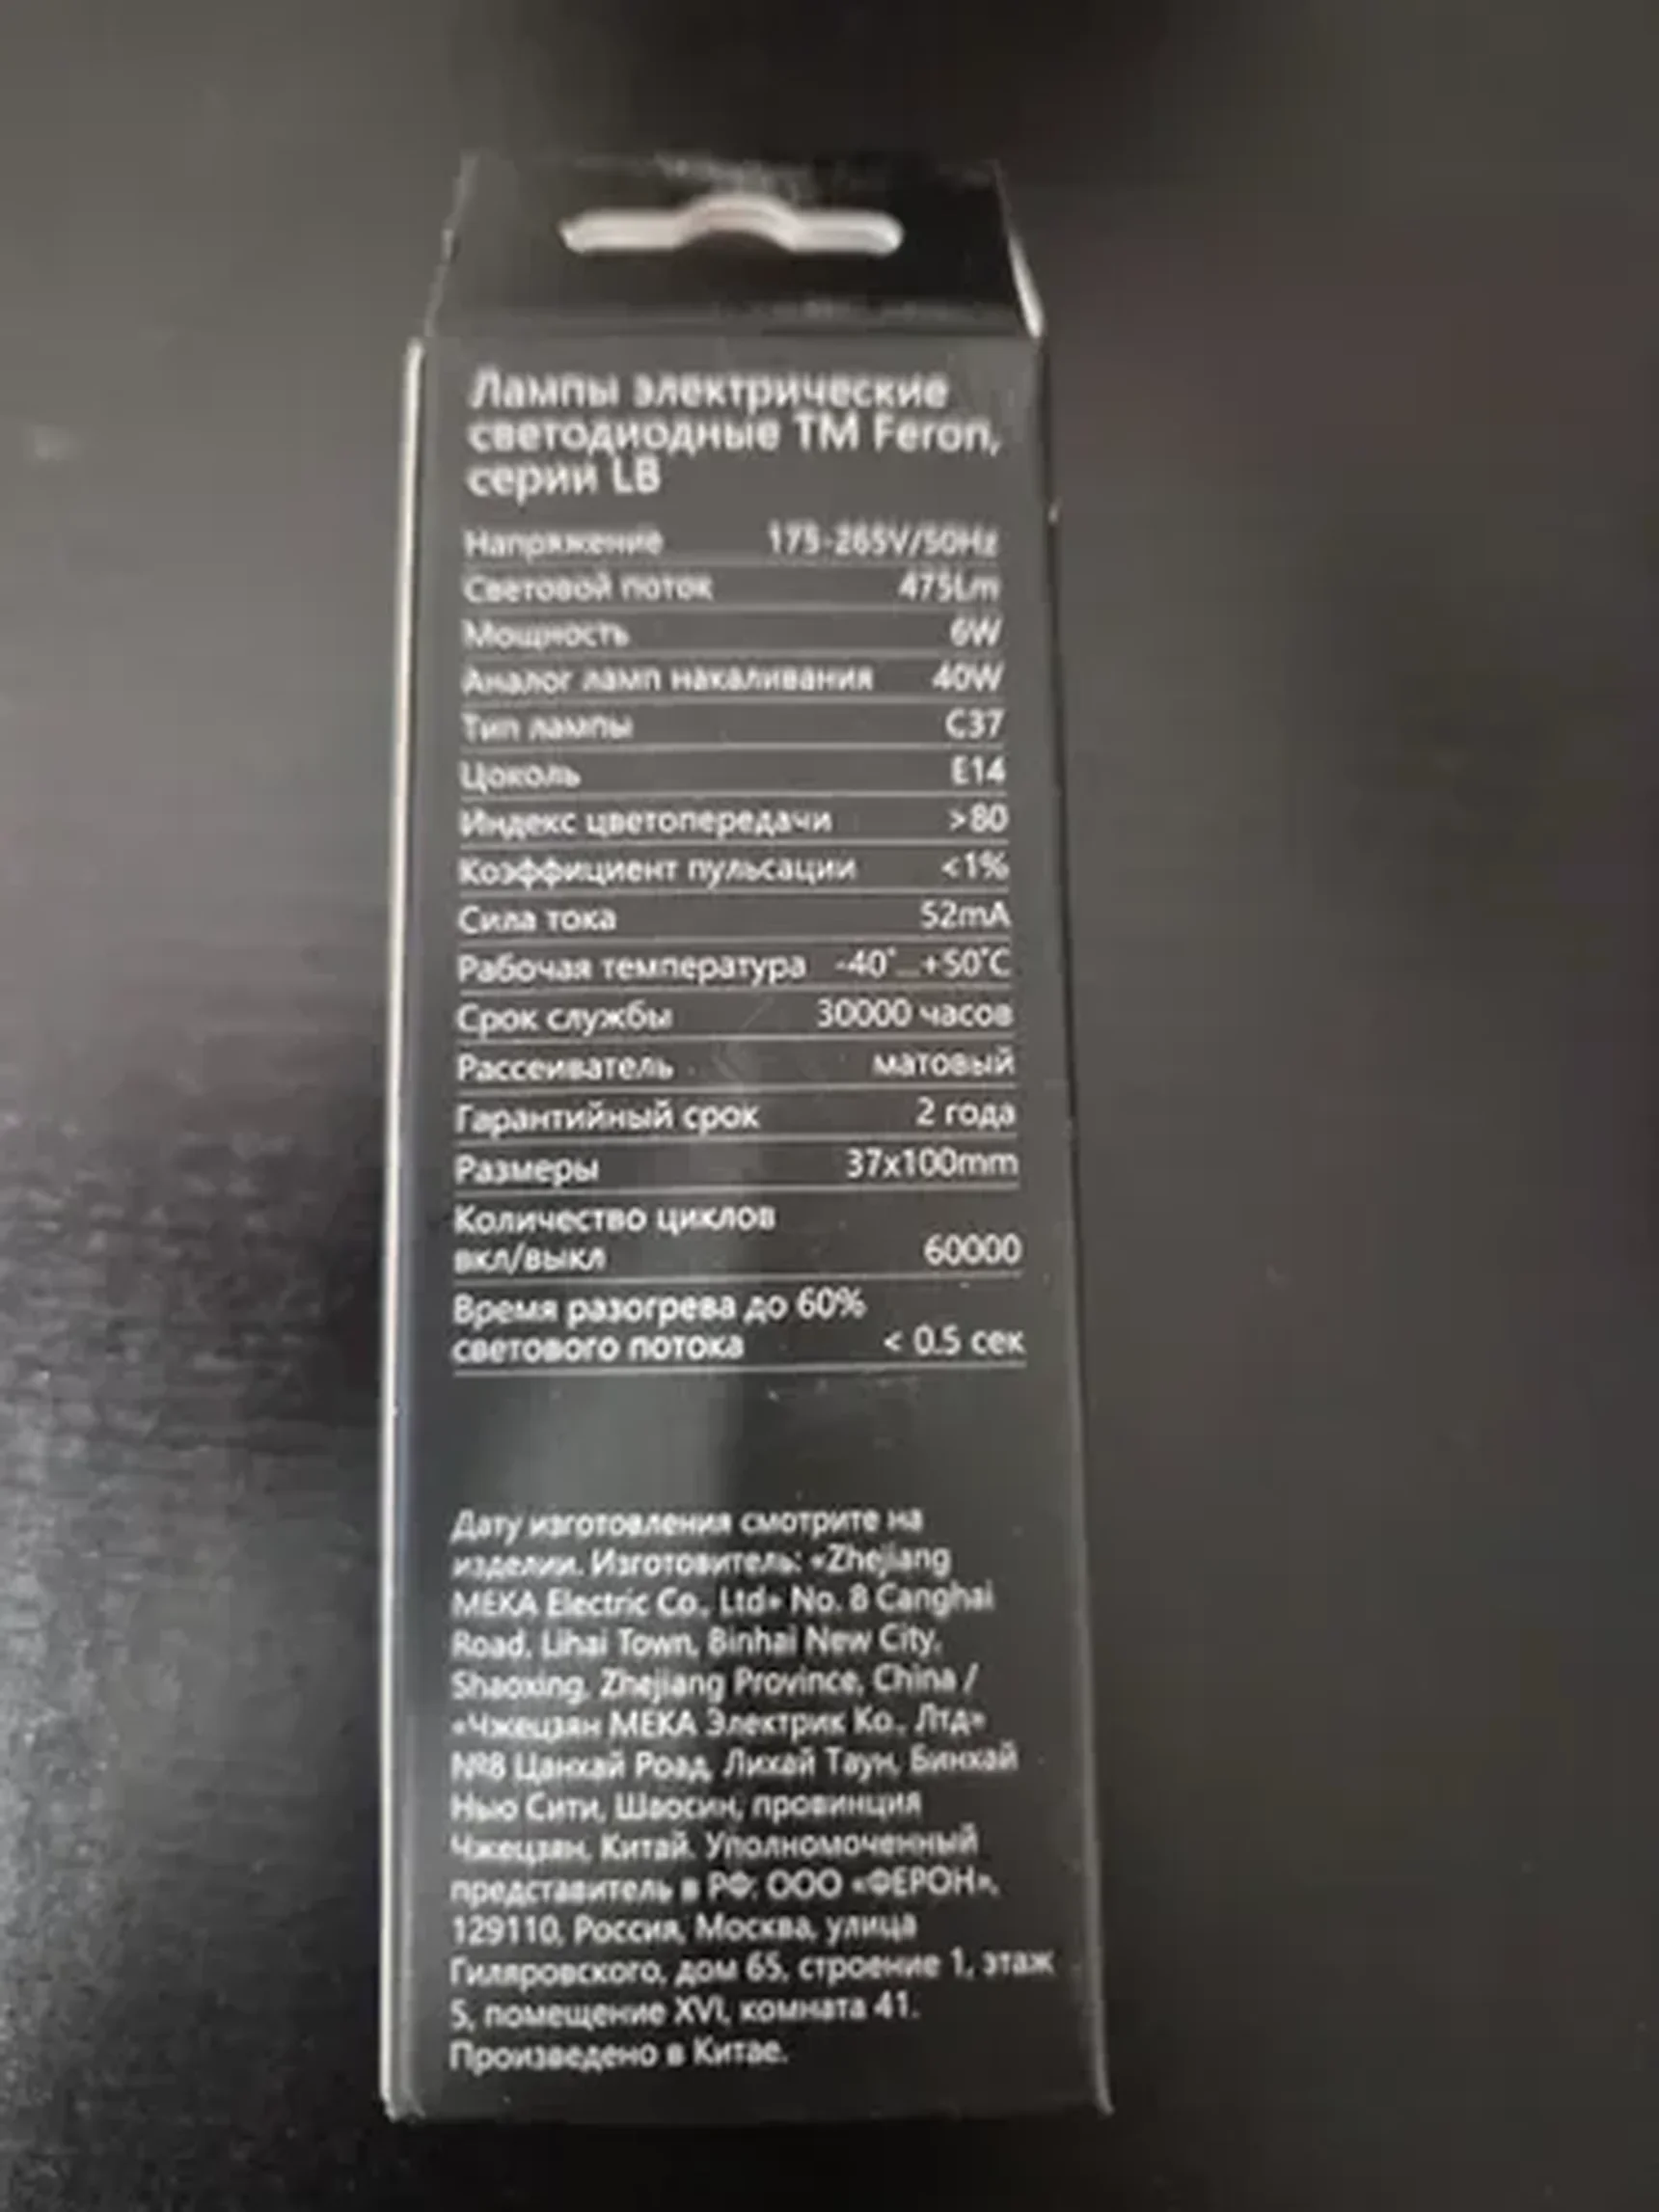 Лампы электрические
светодиодные ТМ Feron,
серии LB
Напряжение 175-265V/50Hz
Световой поток 475Lm
Мощность 6W
Аналог ламп накаливания 40W
Тип лампы C37
Цоколь E14
Индекс цветопередачи >80
Коэффициент пульсации <1%
Сила тока 52mA
Рабочая температура -40˚...+50˚C
Срок службы 30000 часов
Рассеиватель матовый
Гарантийный срок 2 года
Размеры 37x100mm
Количество циклов
вкл/выкл 60000
Время разогрева до 60%
светового потока < 0.5 сек
Дату изготовления смотрите на
изделии. Изготовитель: «Zhejiang
MEKA Electric Co., Ltd» No. 8 Canghai
Road, Lihai Town, Binhai New City,
Shaoxing, Zhejiang Province, China /
«Чжецзян МЕКА Электрик Ко., Лтд»
№8 Цанхай Роад, Лихай Таун, Бинхай
Нью Сити, Шаосин, провинция
Чжецзян, Китай. Уполномоченный
представитель в РФ: ООО «ФЕРОН»,
129110, Россия, Москва, улица
Гиляровского, дом 65, строение 1, этаж
5, помещение XVI, комната 41.
Произведено в Китае.